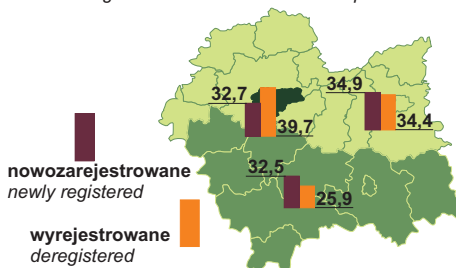 32,7
34,9
39,7
34,4
nowozarejestrowane
newly registered
32,5
25,9
wyrejestrowane
deregistered